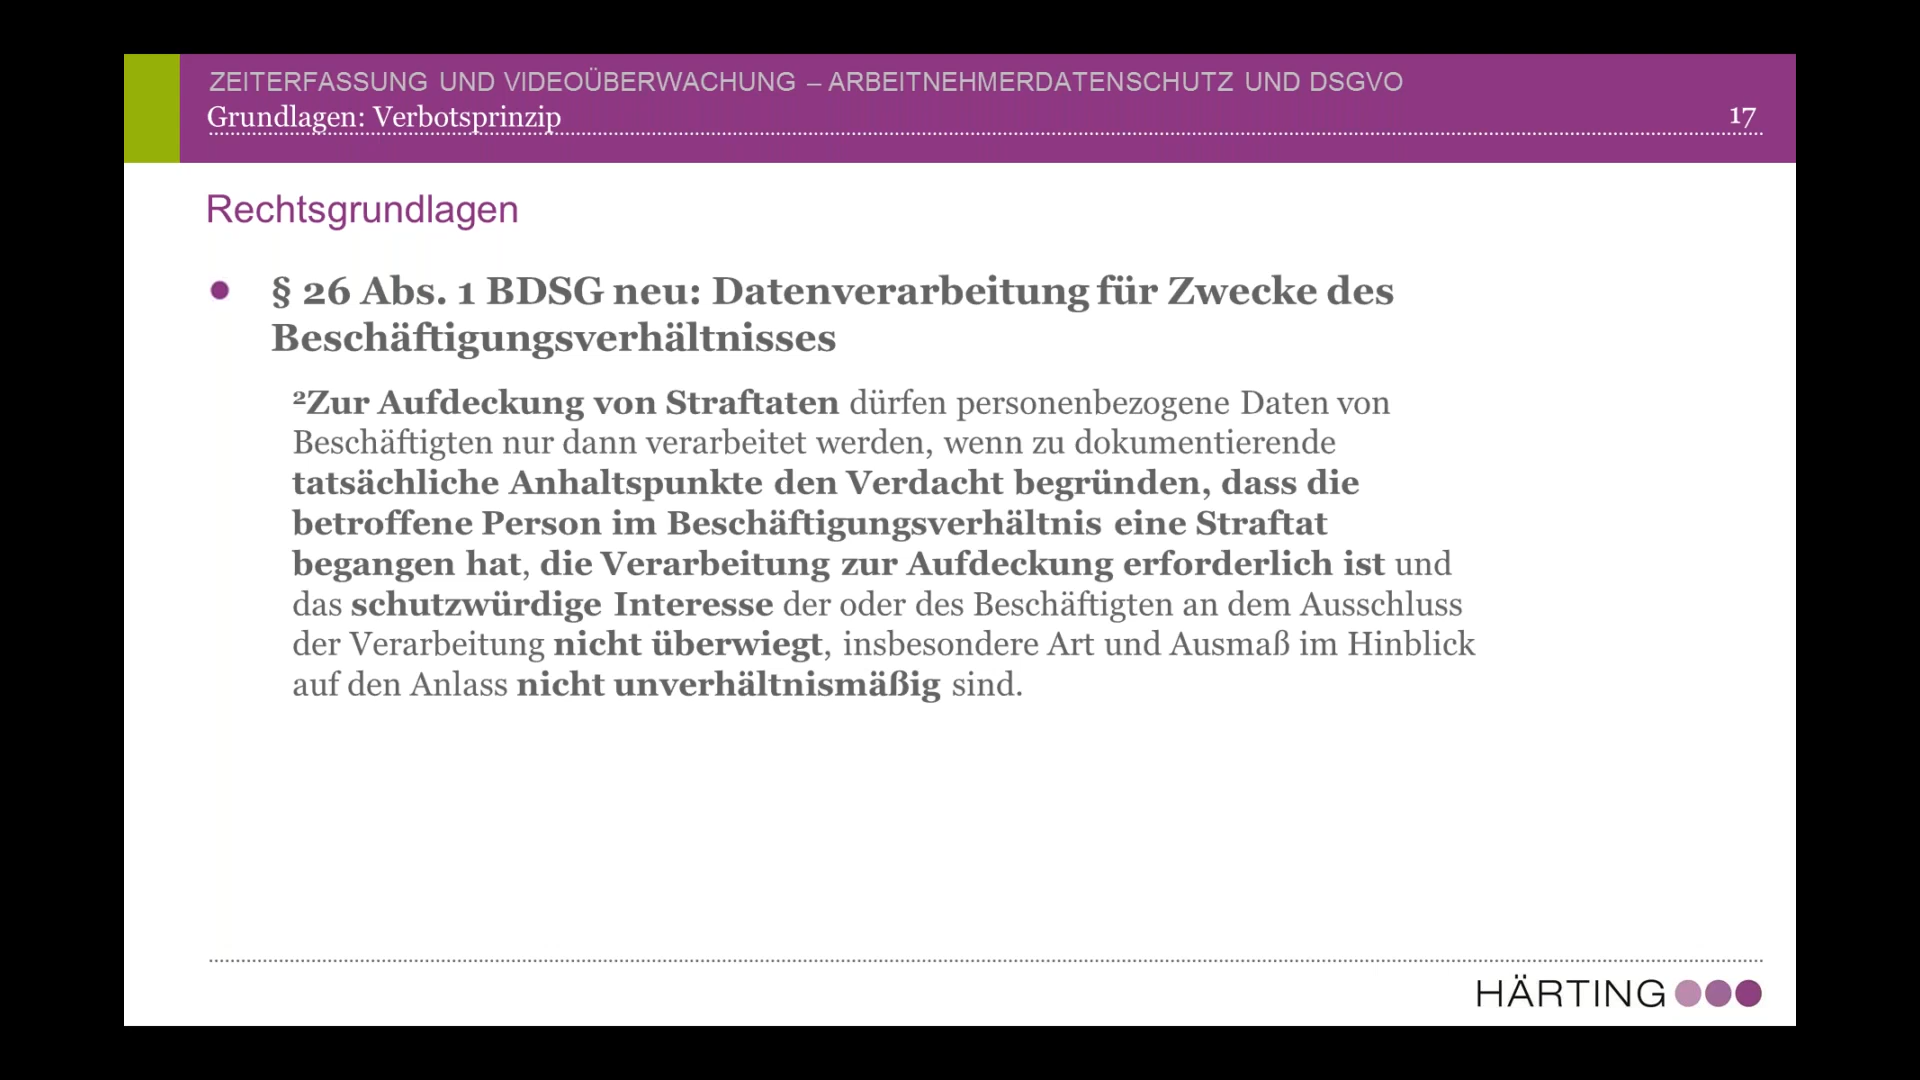 ZEITERFASSUNG UND VIDEOÜBERWACHUNG – ARBEITNEHMERDATENSCHUTZ UND DSGVO
Grundlagen: Verbotsprinzip 17
Rechtsgrundlagen
• § 26 Abs. 1 BDSG neu: Datenverarbeitung für Zwecke des
Beschäftigungsverhältnisses
²Zur Aufdeckung von Straftaten dürfen personenbezogene Daten von
Beschäftigten nur dann verarbeitet werden, wenn zu dokumentierende
tatsächliche Anhaltspunkte den Verdacht begründen, dass die
betroffene Person im Beschäftigungsverhältnis eine Straftat
begangen hat, die Verarbeitung zur Aufdeckung erforderlich ist und
das schutzwürdige Interesse der oder des Beschäftigten an dem Ausschluss
der Verarbeitung nicht überwiegt, insbesondere Art und Ausmaß im Hinblick
auf den Anlass nicht unverhältnismäßig sind.
HÄRTING